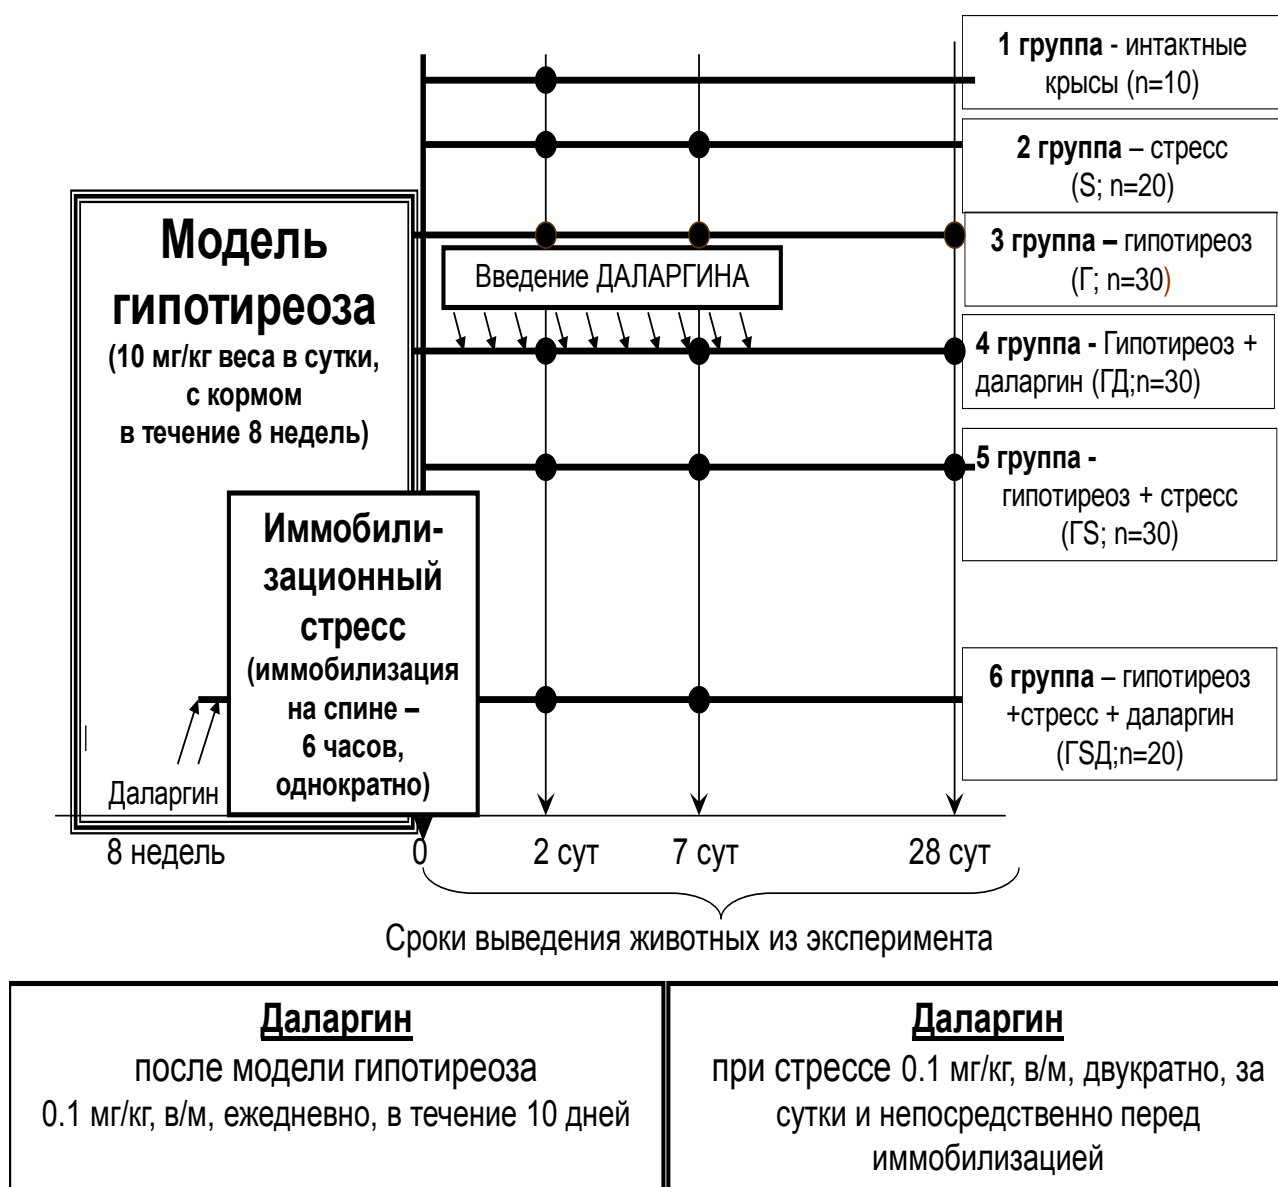 1 группа - интактные
крысы (n=10)
2 группа – стресс
(S; n=20)
3 группа – гипотиреоз
(Г; n=30)
4 группа - Гипотиреоз +
даларгин (ГД;n=30)
5 группа -
гипотиреоз + стресс
(ГS; n=30)
6 группа – гипотиреоз
+стресс + даларгин
(ГSД;n=20)
Модель
гипотиреоза
(10 мг/кг веса в сутки,
с кормом
в течение 8 недель)
Введение ДАЛАРГИНА
Иммобили-
зационный
стресс
(иммобилизация
на спине –
6 часов,
однократно)
Даларгин
8 недель
0
2 сут
7 сут
28 сут
Сроки выведения животных из эксперимента
Даларгин
после модели гипотиреоза
0.1 мг/кг, в/м, ежедневно, в течение 10 дней
Даларгин
при стрессе 0.1 мг/кг, в/м, двукратно, за
сутки и непосредственно перед
иммобилизацией